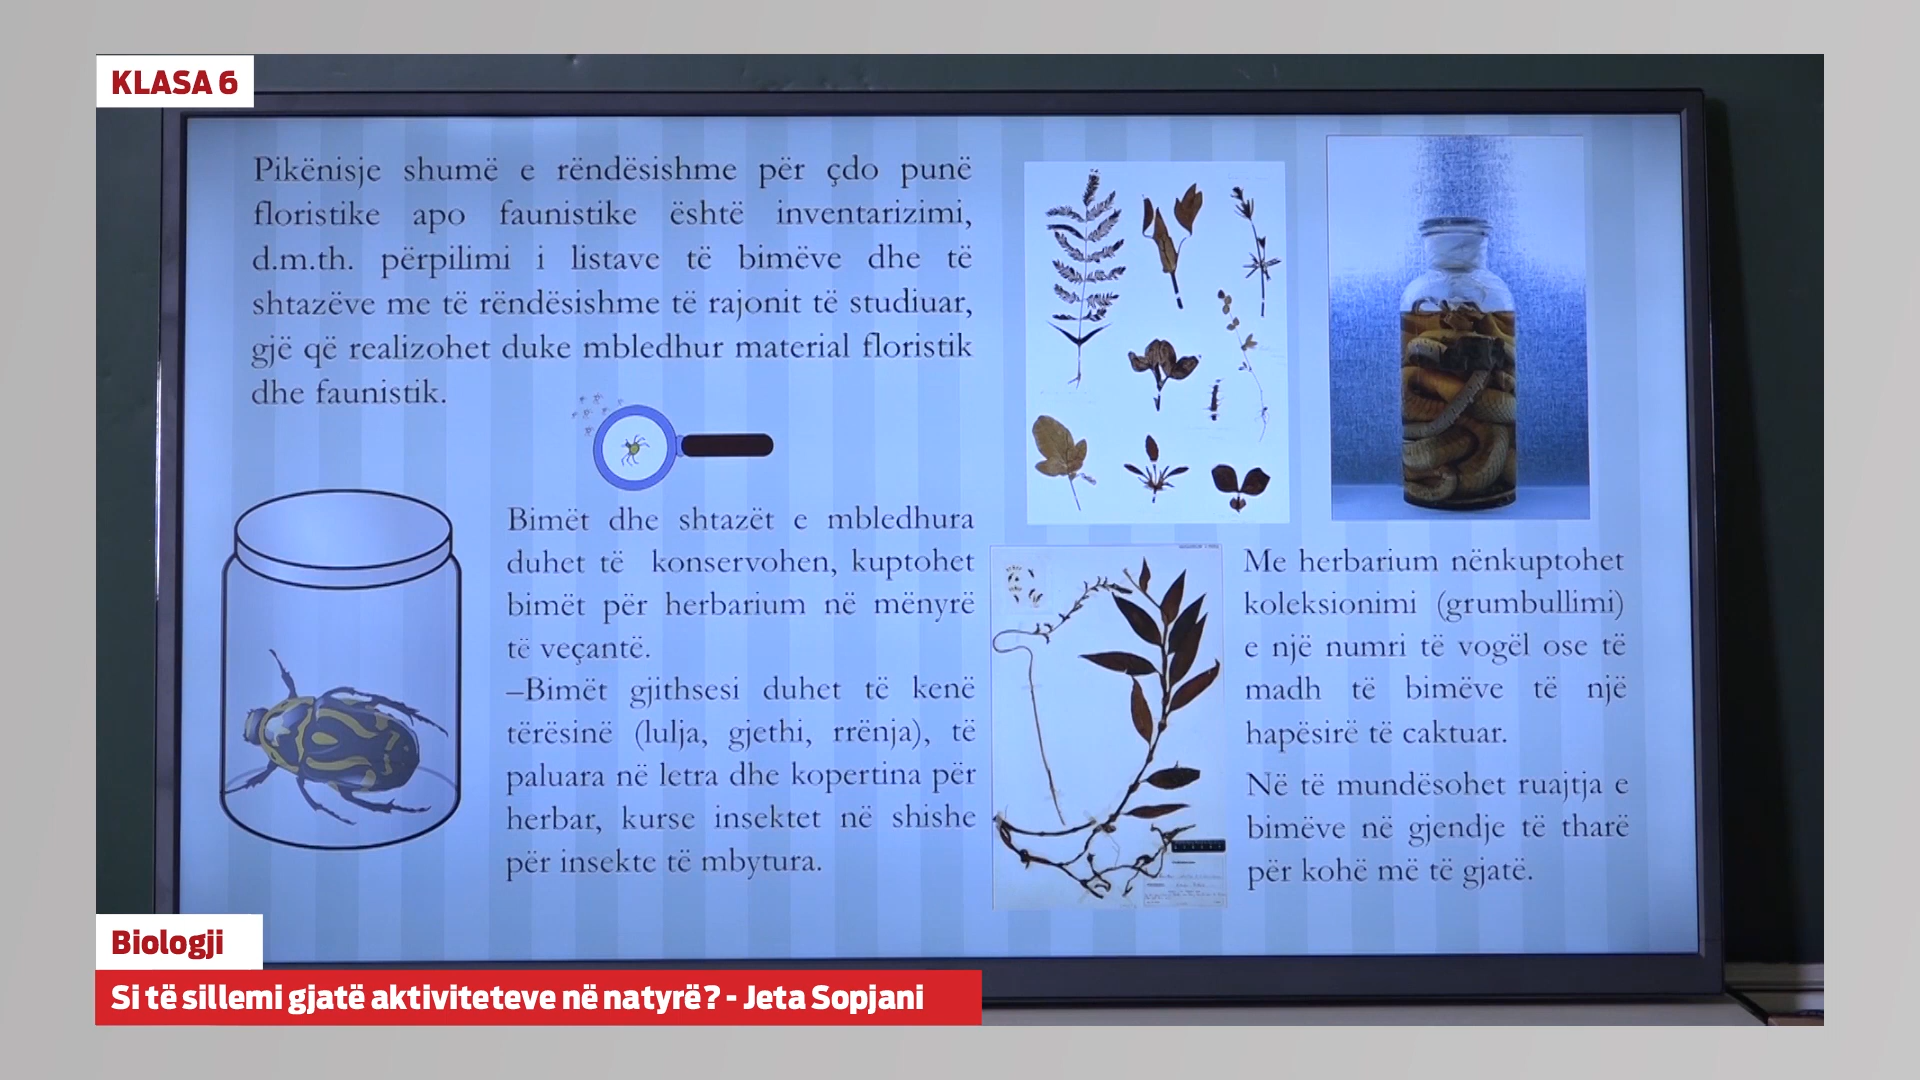 KLASA 6
Pikënisje shumë e rëndësishme për çdo punë
floristike apo faunistike është inventarizimi,
d.m.th. përpilimi i listave të bimëve dhe të
shtazëve me të rëndësishme të rajonit të studiuar,
gjë që realizohet duke mbledhur material floristik
dhe faunistik.
Bimët dhe shtazët e mbledhura
duhet të konservohen, kuptohet
bimët për herbarium në mënyrë
të veçantë.
–Bimët gjithsesi duhet të kenë
tërësinë (lulja, gjethi, rrënja), të
paluara në letra dhe kopertina për
herbar, kurse insektet në shishe
për insekte të mbytura.
Me herbarium nënkuptohet
koleksionimi (grumbullimi)
e një numri të vogël ose të
madh të bimëve të një
hapësirë të caktuar.
Në të mundësohet ruajtja e
bimëve në gjendje të tharë
për kohë më të gjatë.
Biologji
Si të sillemi gjatë aktiviteteve në natyrë? - Jeta Sopjani